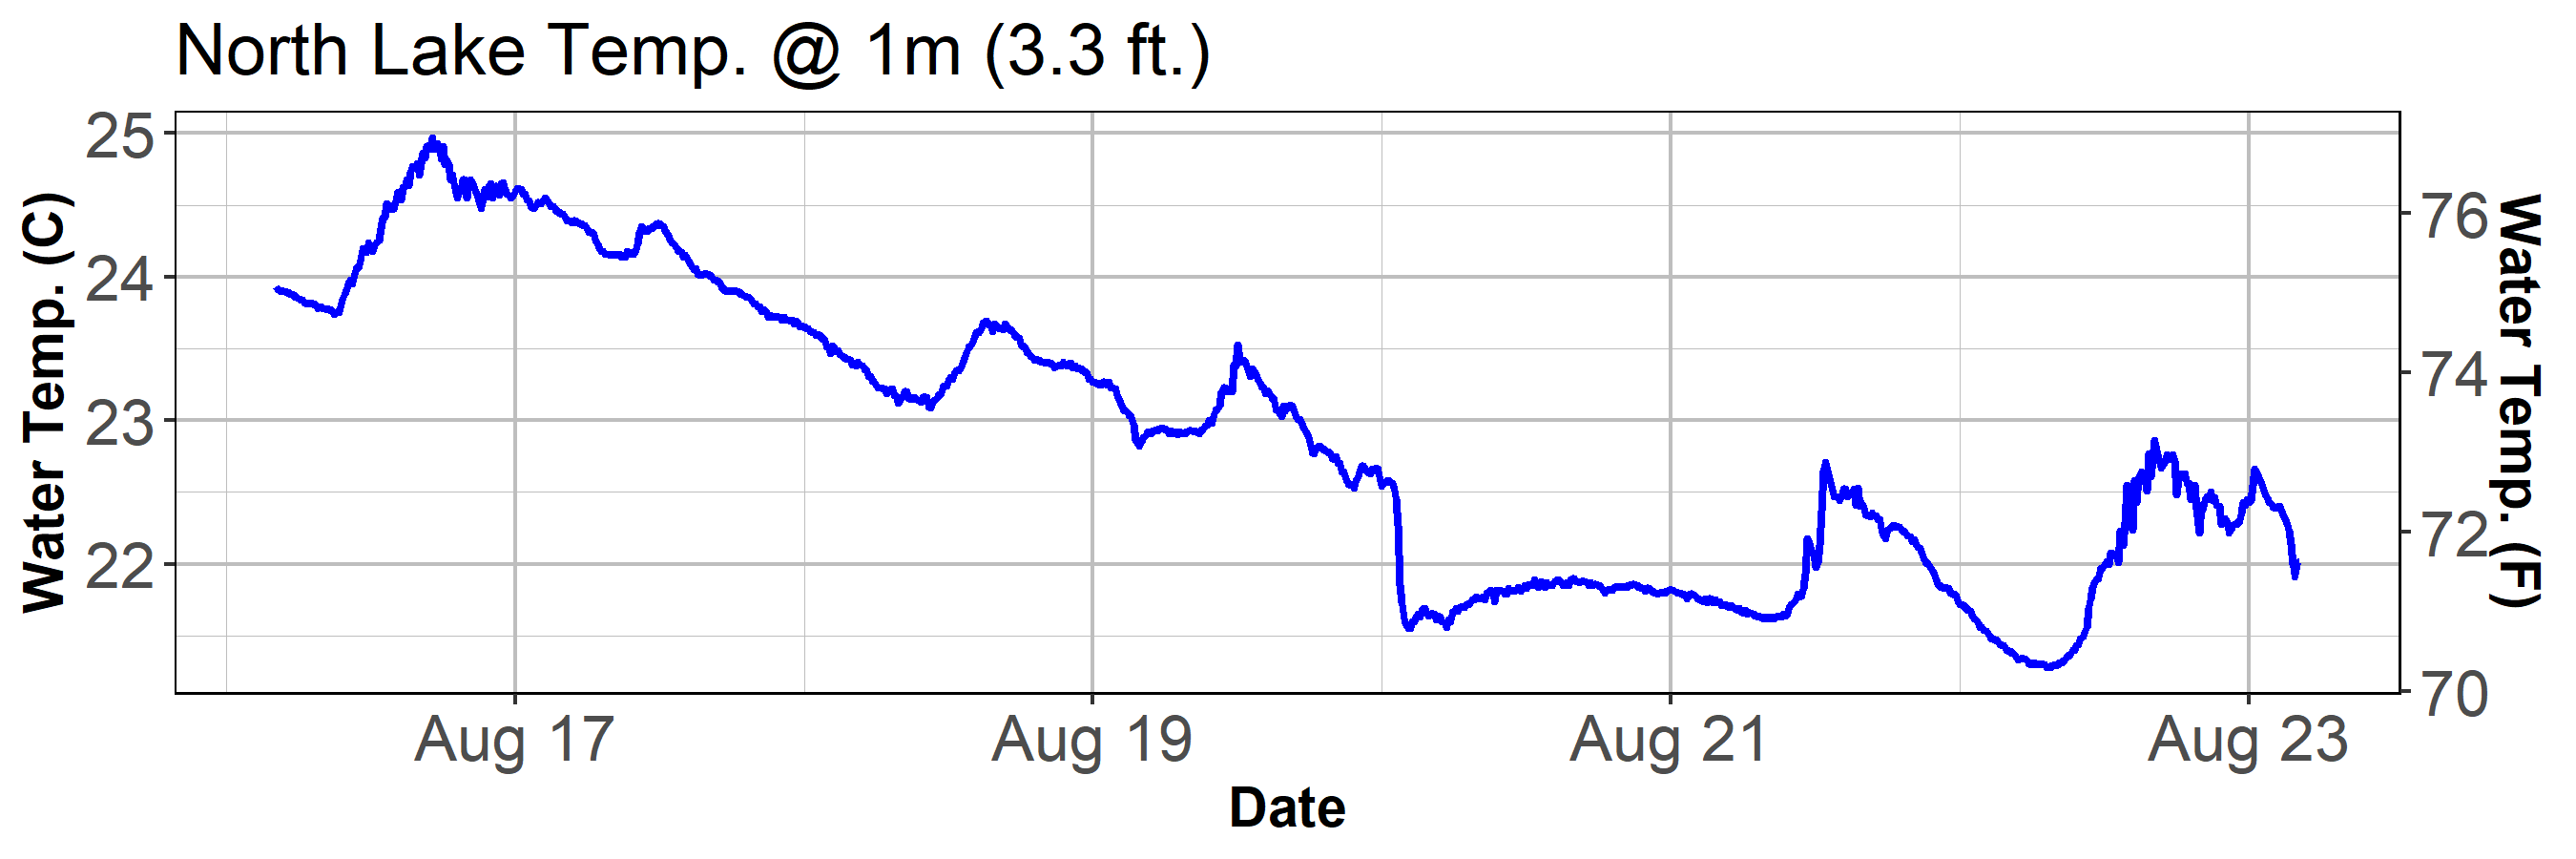 North Lake Temp. @ 1m (3.3 ft.)
Water Temp. (C)
25
24
23
22
76
74
72
70
Water Temp. (F)
Aug 17
Aug 19
Aug 21
Aug 23
Date